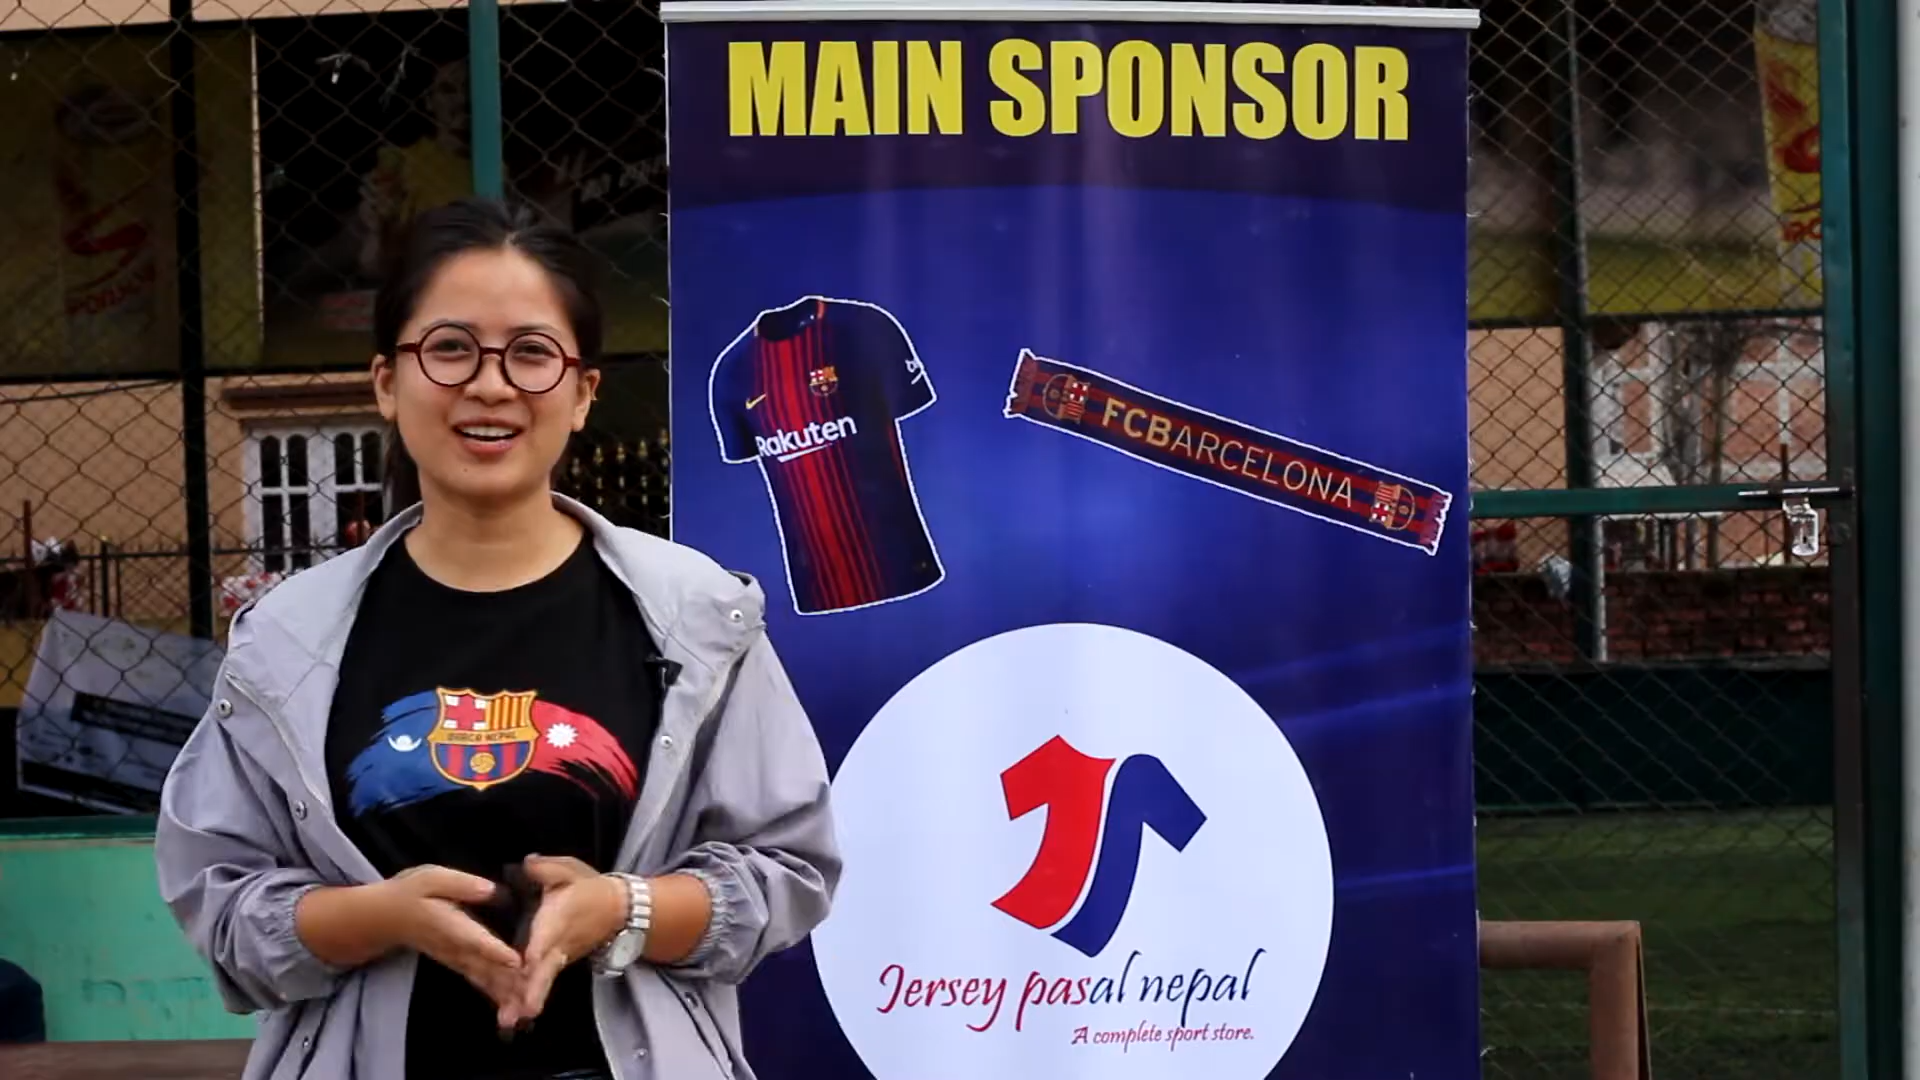 MAIN SPONSOR
Rakuten
FCBARCELONA
BARCA NEPAL
Jersey pasal nepal
A complete sport store.